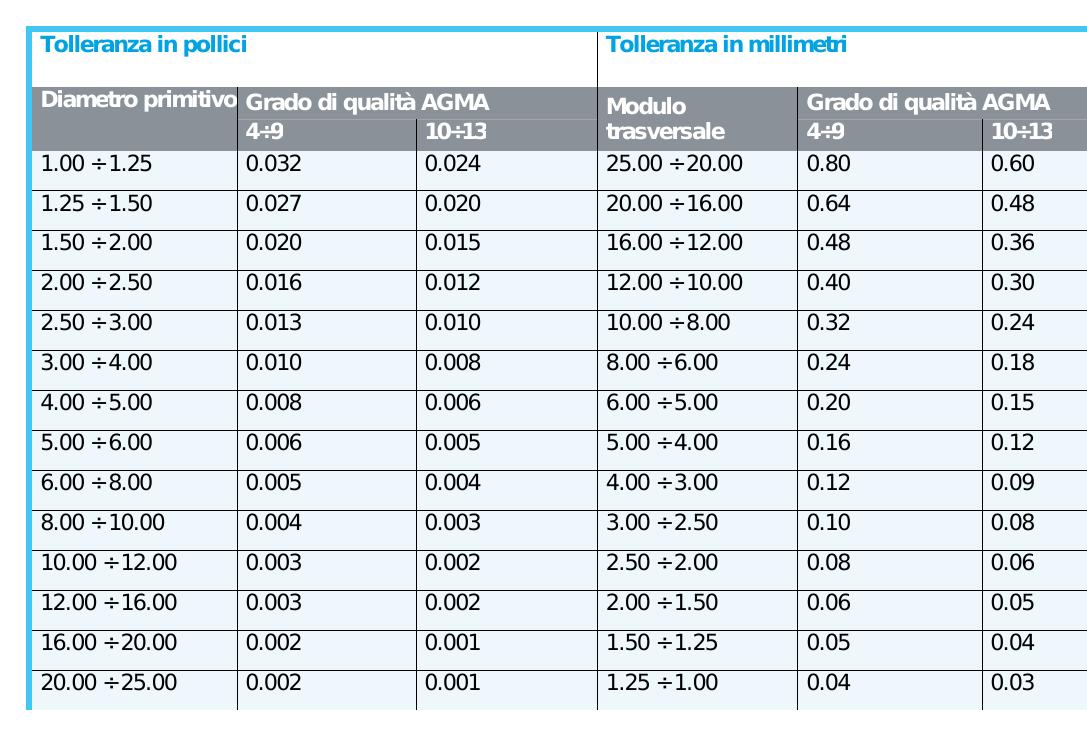 Tolleranza in pollici Tolleranza in millimetri
Diametro primitivo Grado di qualità AGMA Modulo trasversale Grado di qualità AGMA
4÷9 10÷13 4÷9 10÷13
1.00 ÷ 1.25 0.032 0.024 25.00 ÷ 20.00 0.80 0.60
1.25 ÷ 1.50 0.027 0.020 20.00 ÷ 16.00 0.64 0.48
1.50 ÷ 2.00 0.020 0.015 16.00 ÷ 12.00 0.48 0.36
2.00 ÷ 2.50 0.016 0.012 12.00 ÷ 10.00 0.40 0.30
2.50 ÷ 3.00 0.013 0.010 10.00 ÷ 8.00 0.32 0.24
3.00 ÷ 4.00 0.010 0.008 8.00 ÷ 6.00 0.24 0.18
4.00 ÷ 5.00 0.008 0.006 6.00 ÷ 5.00 0.20 0.15
5.00 ÷ 6.00 0.006 0.005 5.00 ÷ 4.00 0.16 0.12
6.00 ÷ 8.00 0.005 0.004 4.00 ÷ 3.00 0.12 0.09
8.00 ÷ 10.00 0.004 0.003 3.00 ÷ 2.50 0.10 0.08
10.00 ÷ 12.00 0.003 0.002 2.50 ÷ 2.00 0.08 0.06
12.00 ÷ 16.00 0.003 0.002 2.00 ÷ 1.50 0.06 0.05
16.00 ÷ 20.00 0.002 0.001 1.50 ÷ 1.25 0.05 0.04
20.00 ÷ 25.00 0.002 0.001 1.25 ÷ 1.00 0.04 0.03